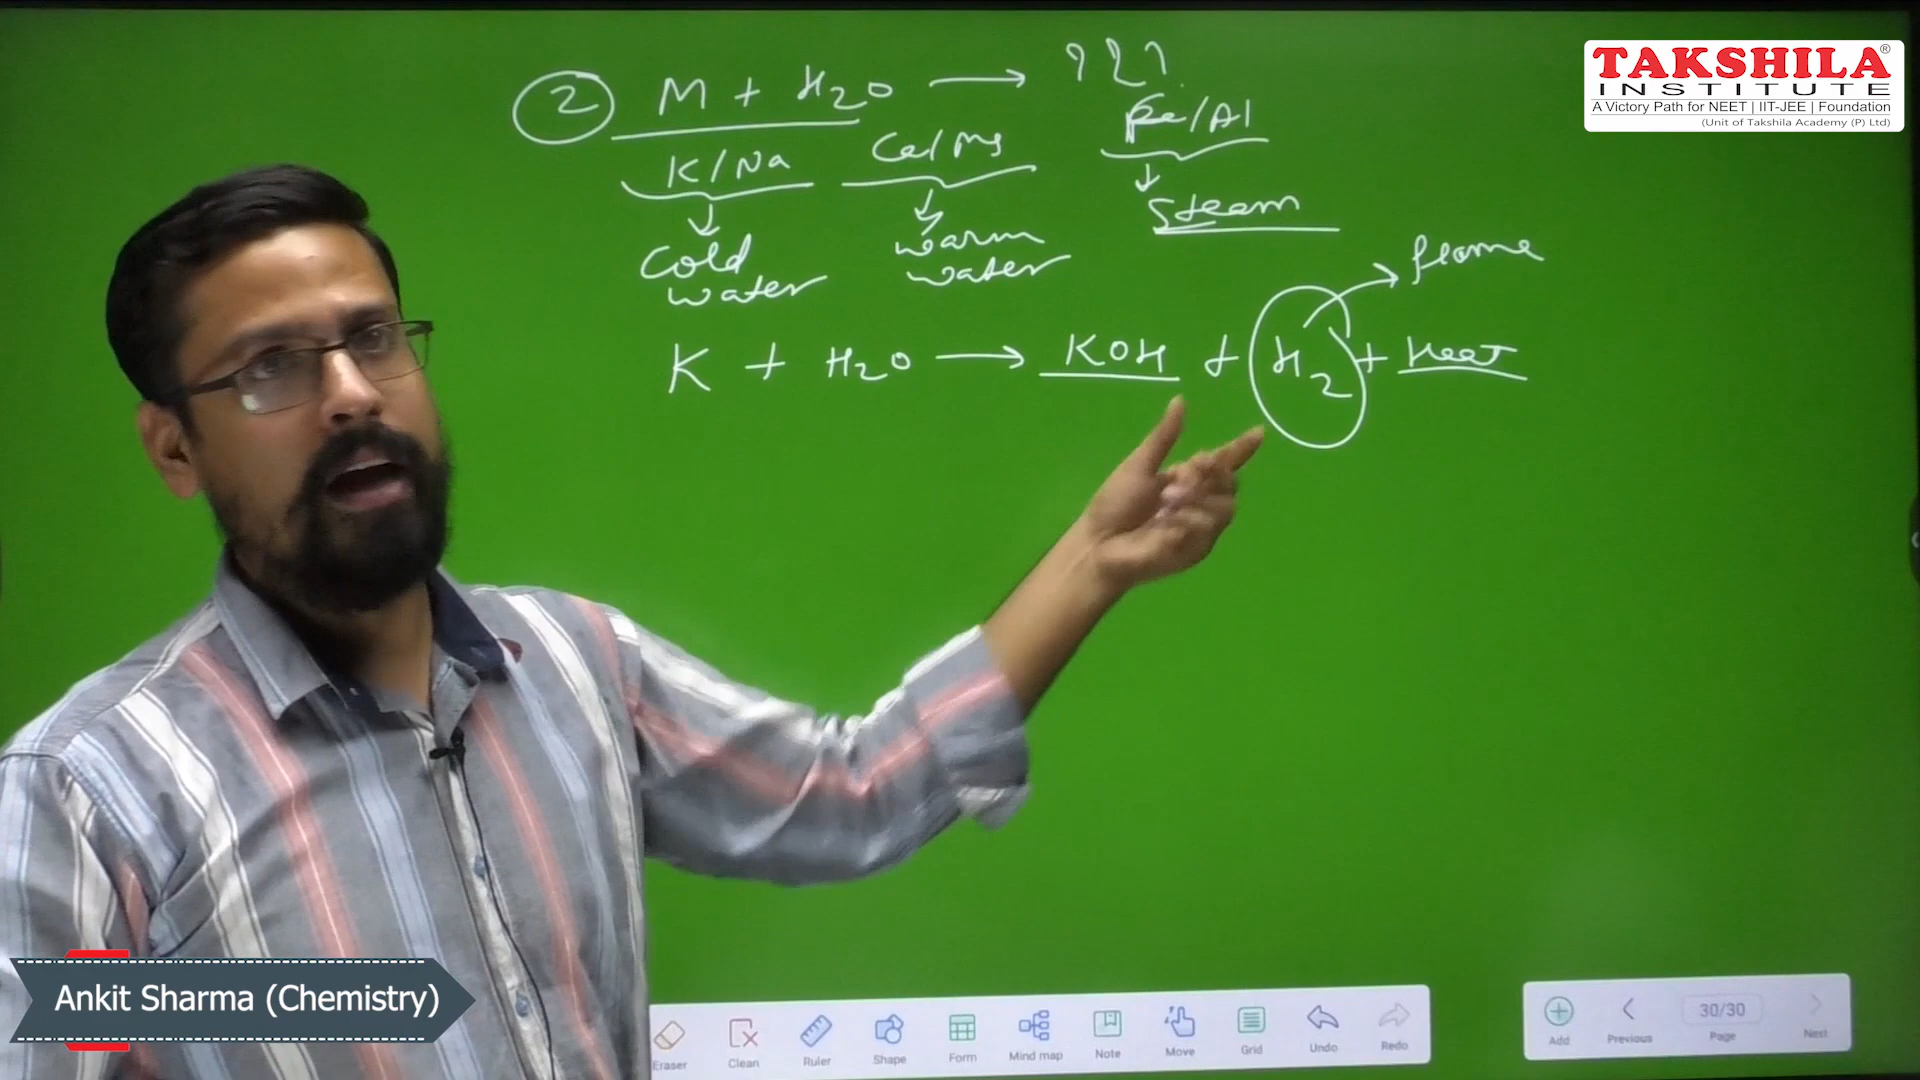 ② M + H2O → ???
K/Na Ca/Mg Fe/Al
Cold water
warm water
Steam
flame
K + H2O → KOH + H2 + Heat
TAKSHILA®
INSTITUTE
A Victory Path for NEET | IIT-JEE | Foundation
(Unit of Takshila Academy (P) Ltd)
Ankit Sharma (Chemistry)
Eraser Clean Ruler Shape Form Mind map Note Move Grid Undo Redo
30/30
Add Previous Page Next